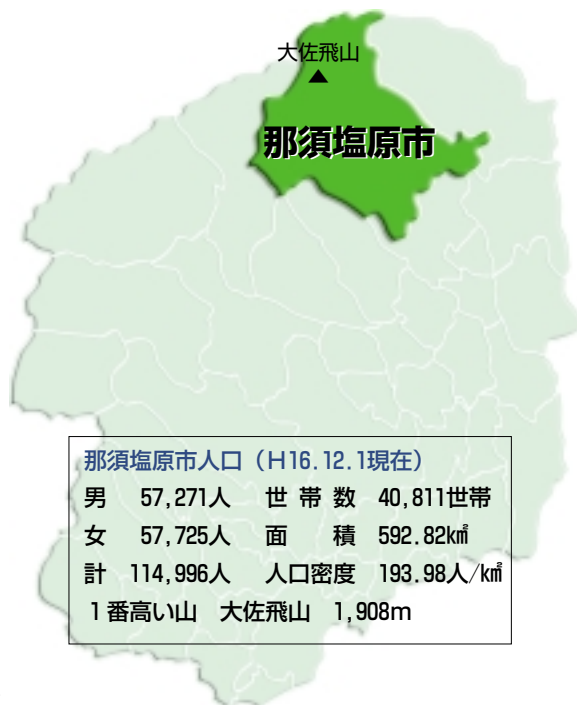 大佐飛山
▲
那須塩原市
那須塩原市人口（H16.12.1現在）
男 57,271人 世帯数 40,811世帯
女 57,725人 面積 592.82㎢
計 114,996人 人口密度 193.98人/㎢
1番高い山 大佐飛山 1,908m